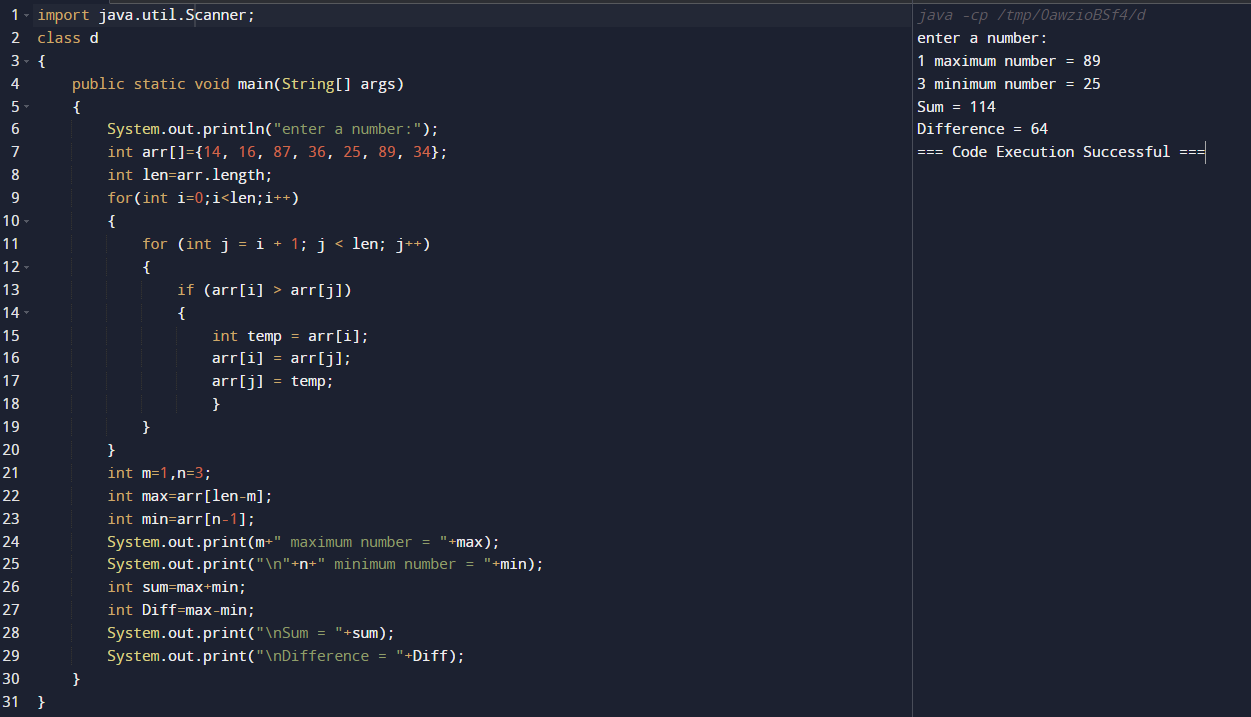 1 import java.util.Scanner;
2 class d
3 {
4     public static void main(String[] args)
5     {
6         System.out.println("enter a number:");
7         int arr[]={14, 16, 87, 36, 25, 89, 34};
8         int len=arr.length;
9         for(int i=0;i<len;i++)
10         {
11             for (int j = i + 1; j < len; j++)
12             {
13                 if (arr[i] > arr[j])
14                 {
15                     int temp = arr[i];
16                     arr[i] = arr[j];
17                     arr[j] = temp;
18                     }
19             }
20         }
21         int m=1,n=3;
22         int max=arr[len-m];
23         int min=arr[n-1];
24         System.out.print(m+" maximum number = "+max);
25         System.out.print("\n"+n+" minimum number = "+min);
26         int sum=max+min;
27         int Diff=max-min;
28         System.out.print("\nSum = "+sum);
29         System.out.print("\nDifference = "+Diff);
30     }
31 }
java -cp /tmp/OawzioBSf4/d
enter a number:
1 maximum number = 89
3 minimum number = 25
Sum = 114
Difference = 64
=== Code Execution Successful ===